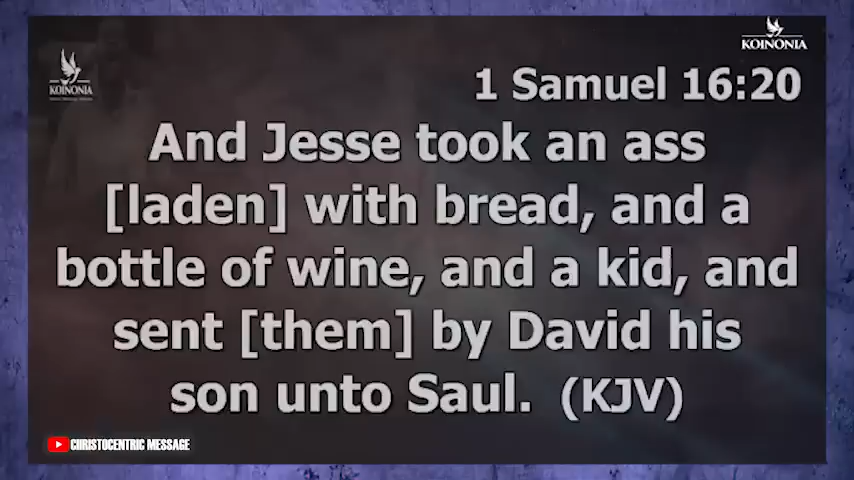 KOINONIA
KOINONIA
1 Samuel 16:20
And Jesse took an ass
[laden] with bread, and a
bottle of wine, and a kid, and
sent [them] by David his
son unto Saul. (KJV)
CHRISTOCENTRIC MESSAGE